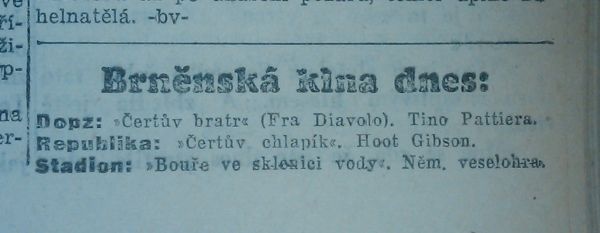 helnatělá. -bv-
Brněnská kina dnes:
Dopz: »Čertův bratr« (Fra Diavolo). Tino Pattiera.
Republika: »Čertův chlapík«. Hoot Gibson.
Stadion: »Bouře ve sklenici vody«. Něm. veselohra.